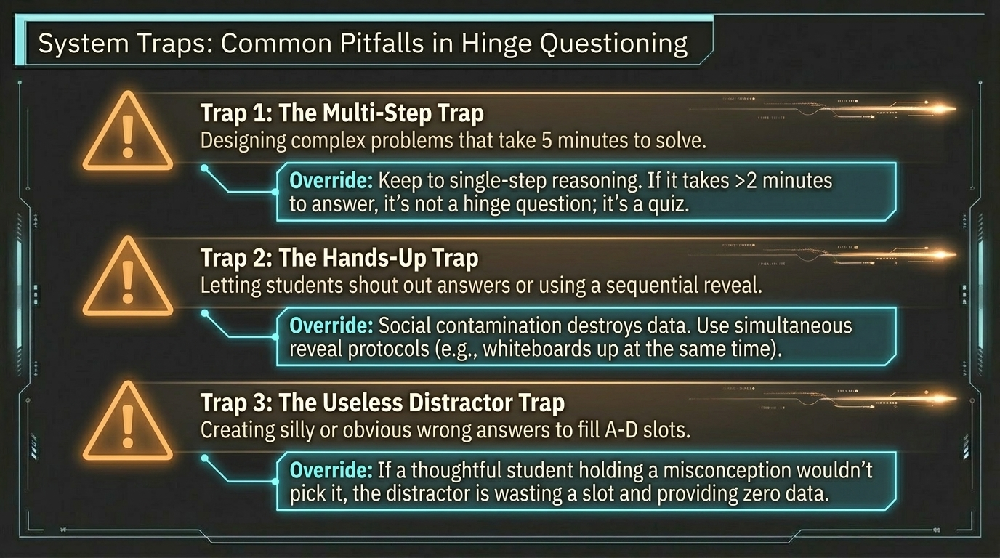 System Traps: Common Pitfalls in Hinge Questioning
Trap 1: The Multi-Step Trap
Designing complex problems that take 5 minutes to solve.
Override: Keep to single-step reasoning. If it takes >2 minutes
to answer, it’s not a hinge question; it’s a quiz.
Trap 2: The Hands-Up Trap
Letting students shout out answers or using a sequential reveal.
Override: Social contamination destroys data. Use simultaneous
reveal protocols (e.g., whiteboards up at the same time).
Trap 3: The Useless Distractor Trap
Creating silly or obvious wrong answers to fill A-D slots.
Override: If a thoughtful student holding a misconception wouldn’t
pick it, the distractor is wasting a slot and providing zero data.